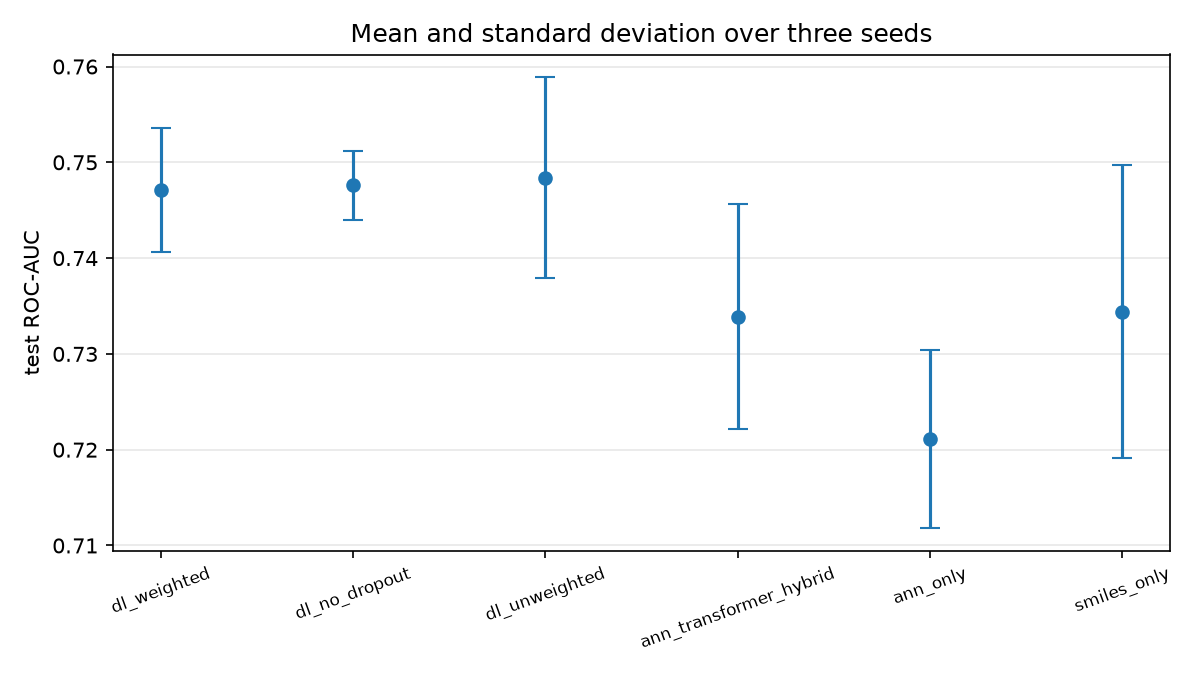 Mean and standard deviation over three seeds
test ROC-AUC
0.76
0.75
0.74
0.73
0.72
0.71
dl_weighted
dl_no_dropout
dl_unweighted
ann_transformer_hybrid
ann_only
smiles_only